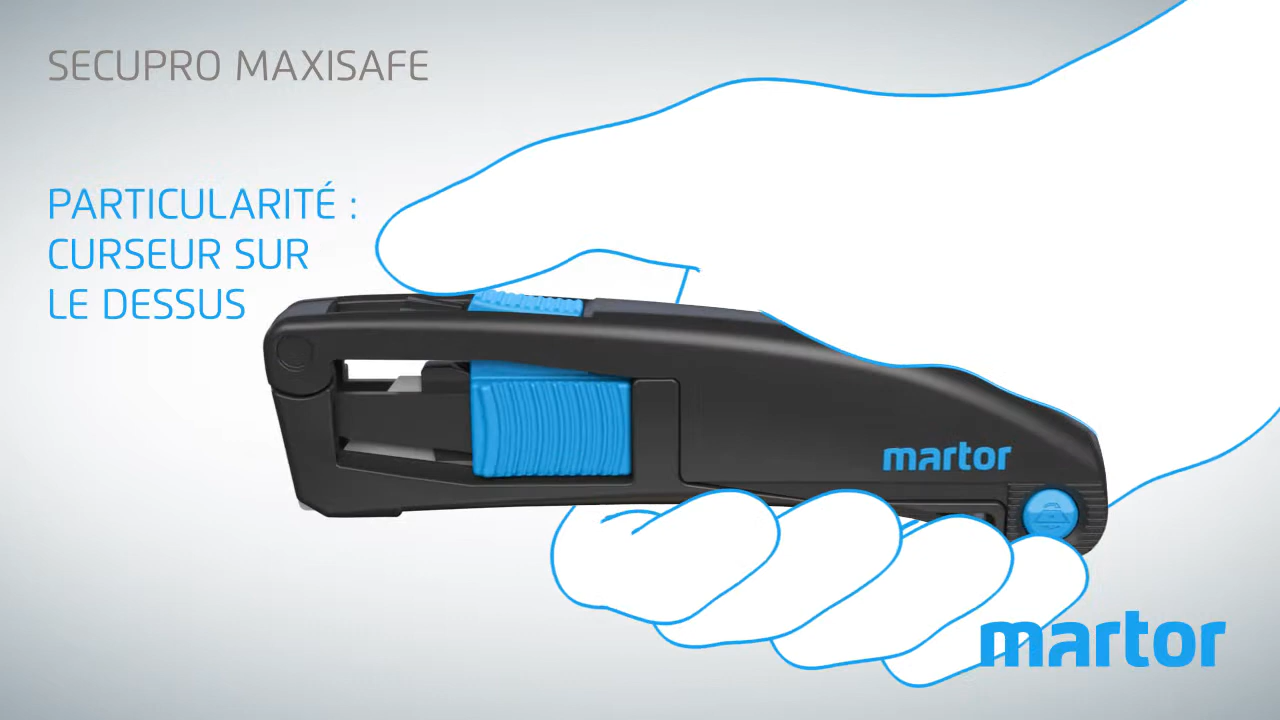 SECUPRO MAXISAFE
PARTICULARITÉ :
CURSEUR SUR
LE DESSUS
martor
martor